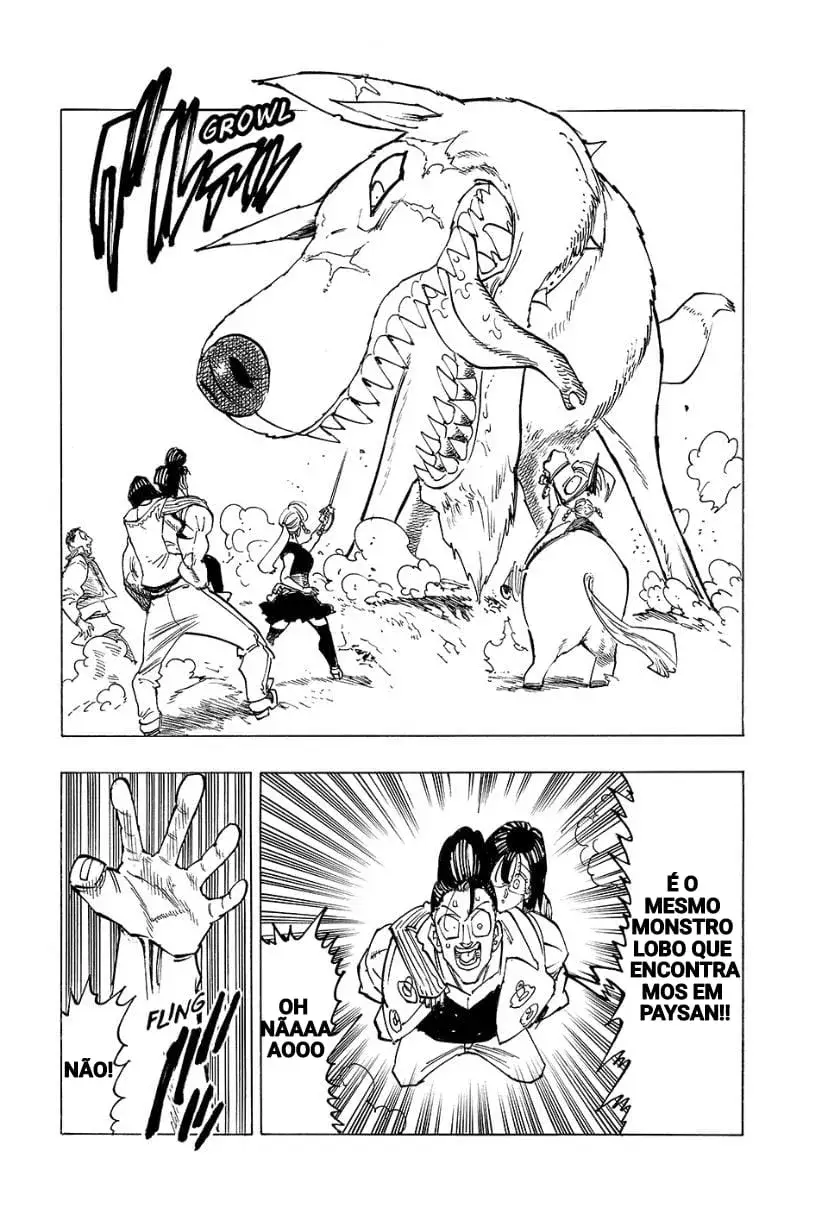 GROWL
É O
MESMO
MONSTRO
LOBO QUE
ENCONTRA
MOS EM
PAYSAN!!
OH
NÃAAA
AOOO
FLING
NÃO!